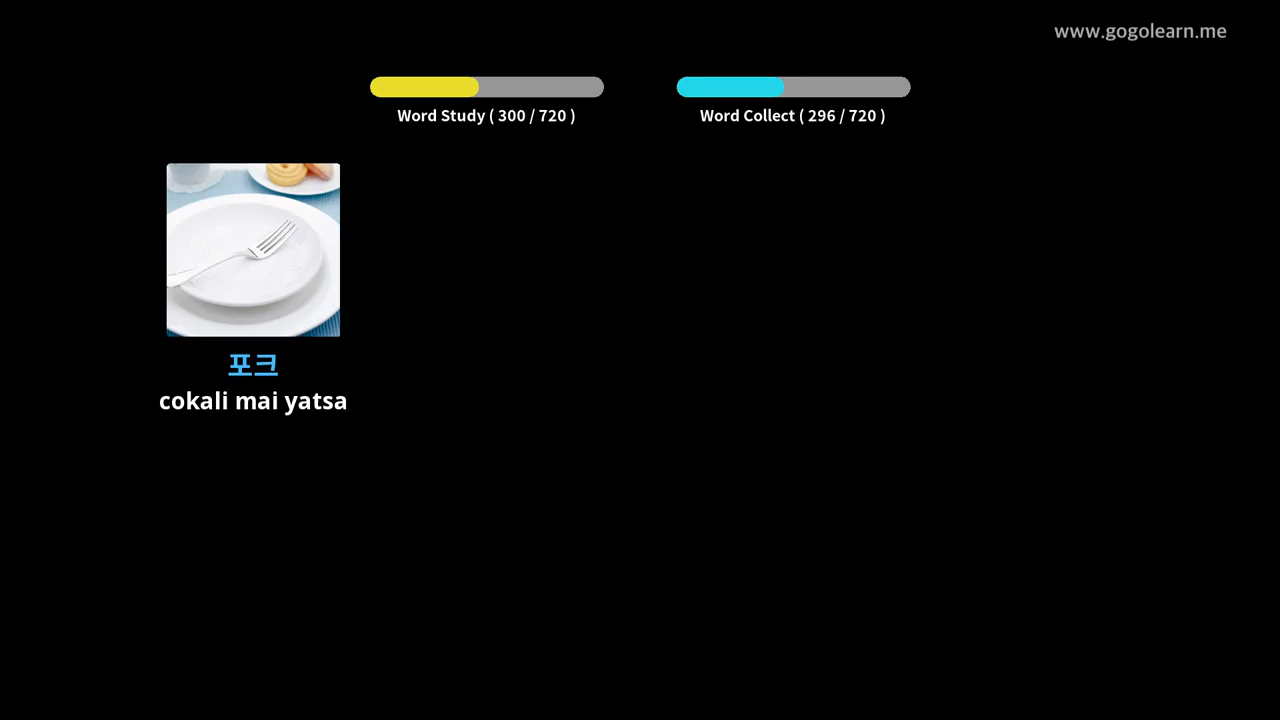 www.gogolearn.me
Word Study ( 300 / 720 )
Word Collect ( 296 / 720 )
포크
cokali mai yatsa